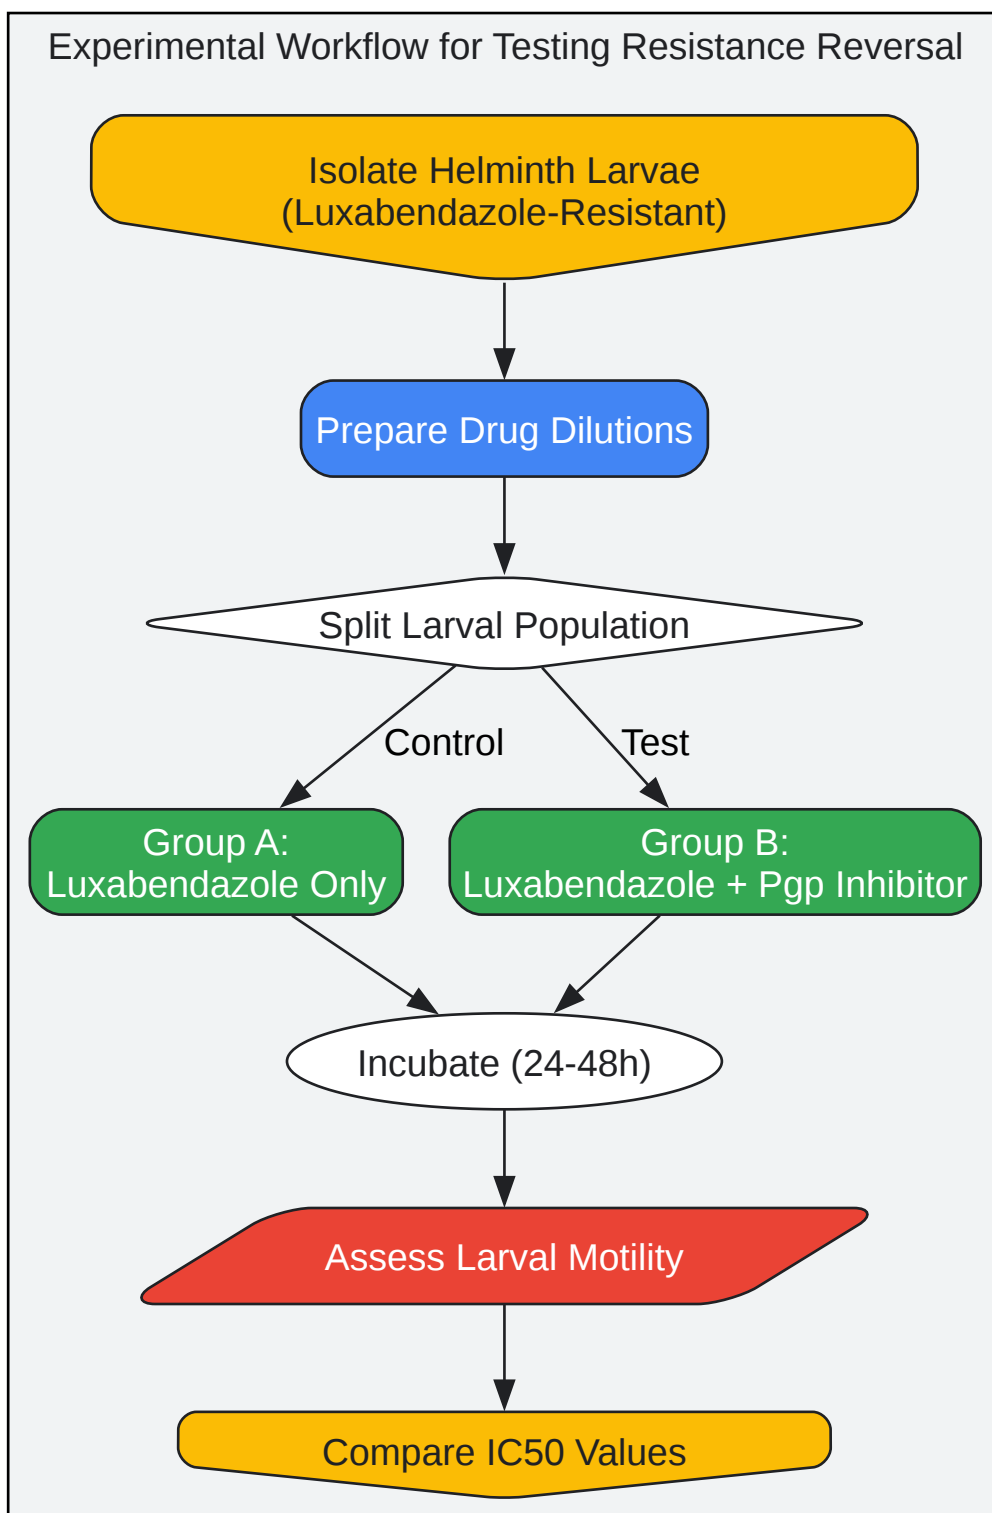 Experimental Workflow for Testing Resistance Reversal
Isolate Helminth Larvae
(Luxabendazole-Resistant)
Prepare Drug Dilutions
Split Larval Population
Control
Test
Group A:
Luxabendazole Only
Group B:
Luxabendazole + Pgp Inhibitor
Incubate (24-48h)
Assess Larval Motility
Compare IC50 Values